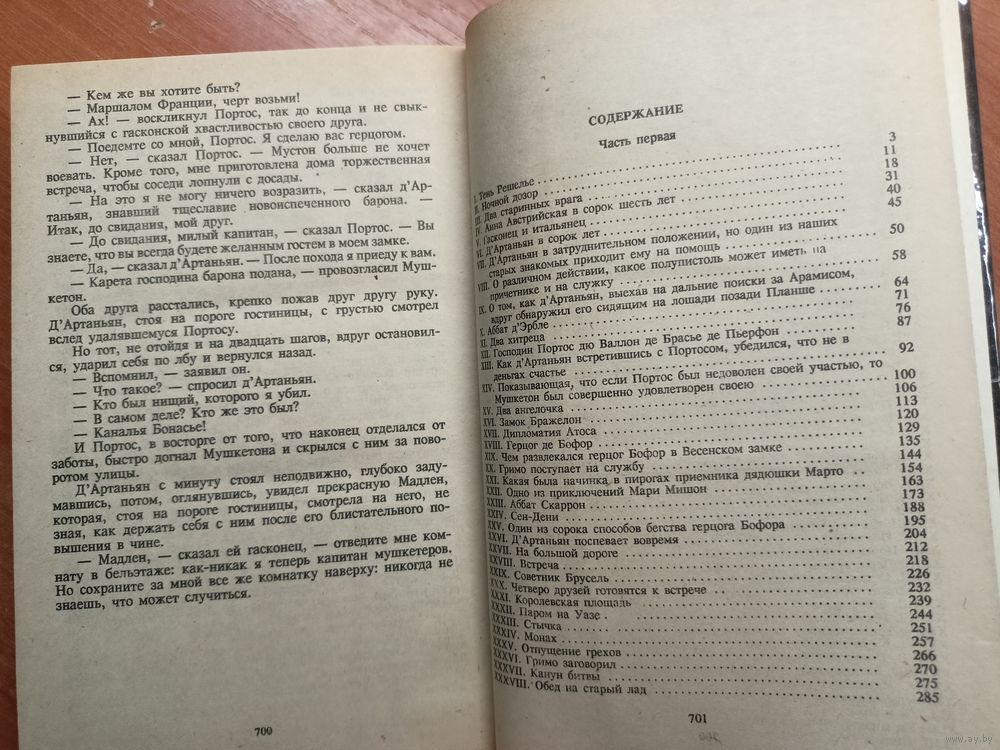 — Кем же вы хотите быть?
— Маршалом Франции, черт возьми!
— Ах! — воскликнул Портос, так до конца и не свык-
нувшийся с гасконской хвастливостью своего друга.
— Поедемте со мной, Портос. Я сделаю вас герцогом.
— Нет, — сказал Портос. — Мустон больше не хочет
воевать. Кроме того, мне приготовлена дома торжественная
встреча, чтобы соседи лопнули с досады.
— На это я не могу ничего возразить, — сказал д'Ар-
таньян, знавший тщеславие новоиспеченного барона. —
Итак, до свидания, мой друг.
— До свидания, милый капитан, — сказал Портос. — Вы
знаете, что вы всегда будете желанным гостем в моем замке.
— Да, — сказал д'Артаньян. — После похода я приеду к вам.
— Карета господина барона подана, — провозгласил Муш-
кетон.
Оба друга расстались, крепко пожав друг другу руку.
Д'Артаньян, стоя на пороге гостиницы, с грустью смотрел
вслед удалявшемуся Портосу.
Но тот, не отойдя и на двадцать шагов, вдруг остановил-
ся, ударил себя по лбу и вернулся назад.
— Вспомнил, — заявил он.
— Что такое? — спросил д'Артаньян.
— Кто был нищий, которого я убил.
— В самом деле? Кто же это был?
— Каналья Бонасье!
И Портос, в восторге от того, что наконец отделался от
заботы, быстро догнал Мушкетона и скрылся с ним за пово-
ротом улицы.
Д'Артаньян с минуту стоял неподвижно, глубоко заду-
мавшись, потом, оглянувшись, увидел прекрасную Мадлен,
которая, стоя на пороге гостиницы, смотрела на него, не
зная, как держать себя с ним после его блистательного по-
вышения в чине.
— Мадлен, — сказал ей гасконец, — отведите мне ком-
нату в бельэтаже: как-никак я теперь капитан мушкетеров.
Но сохраните за мной все же комнатку наверху: никогда не
знаешь, что может случиться.
700
СОДЕРЖАНИЕ
Часть первая
I. Тень Решелье 3
II. Ночной дозор 11
III. Два старинных врага 18
IV. Анна Австрийская в сорок шесть лет 31
V. Гасконец и итальянец 40
VI. Д'Артаньян в сорок лет 45
VII. Д'Артаньян в затруднительном положении, но один из наших
старых знакомых приходит ему на помощь 50
VIII. О различном действии, какое полупистоль может иметь на
причетника и на служку 58
IX. О том, как д'Артаньян, выехав на дальние поиски за Арамисом,
вдруг обнаружил его сидящим на лошади позади Планше 64
X. Аббат д'Эрбле 71
XI. Два хитреца 76
XII. Господин Портос дю Валлон де Брасье де Пьерфон 87
XIII. Как д'Артаньян встретившись с Портосом, убедился, что не в
деньгах счастье 92
XIV. Показывающая, что если Портос был недоволен своей участью, то
Мушкетон был совершенно удовлетворен своею 100
XV. Два ангелочка 106
XVI. Замок Бражелон 113
XVII. Дипломатия Атоса 120
XVIII. Герцог де Бофор 129
XIX. Чем развлекался герцог Бофор в Весенском замке 135
XX. Гримо поступает на службу 144
XXI. Какая была начинка в пирогах приемника дядюшки Марто 154
XXII. Одно из приключений Мари Мишон 163
XXIII. Аббат Скаррон 173
XXIV. Сен-Дени 188
XXV. Один из сорока способов бегства герцога Бофора 195
XXVI. Д'Артаньян поспевает вовремя 204
XXVII. На большой дороге 212
XXVIII. Встреча 218
XXIX. Советник Брусель 226
XXX. Четверо друзей готовятся к встрече 232
XXXI. Королевская площадь 239
XXXII. Паром на Уазе 244
XXXIII. Стычка 251
XXXIV. Монах 257
XXXV. Отпущение грехов 266
XXXVI. Гримо заговорил 270
XXXVII. Канун битвы 275
XXXVIII. Обед на старый лад 285
701
www.ay.by